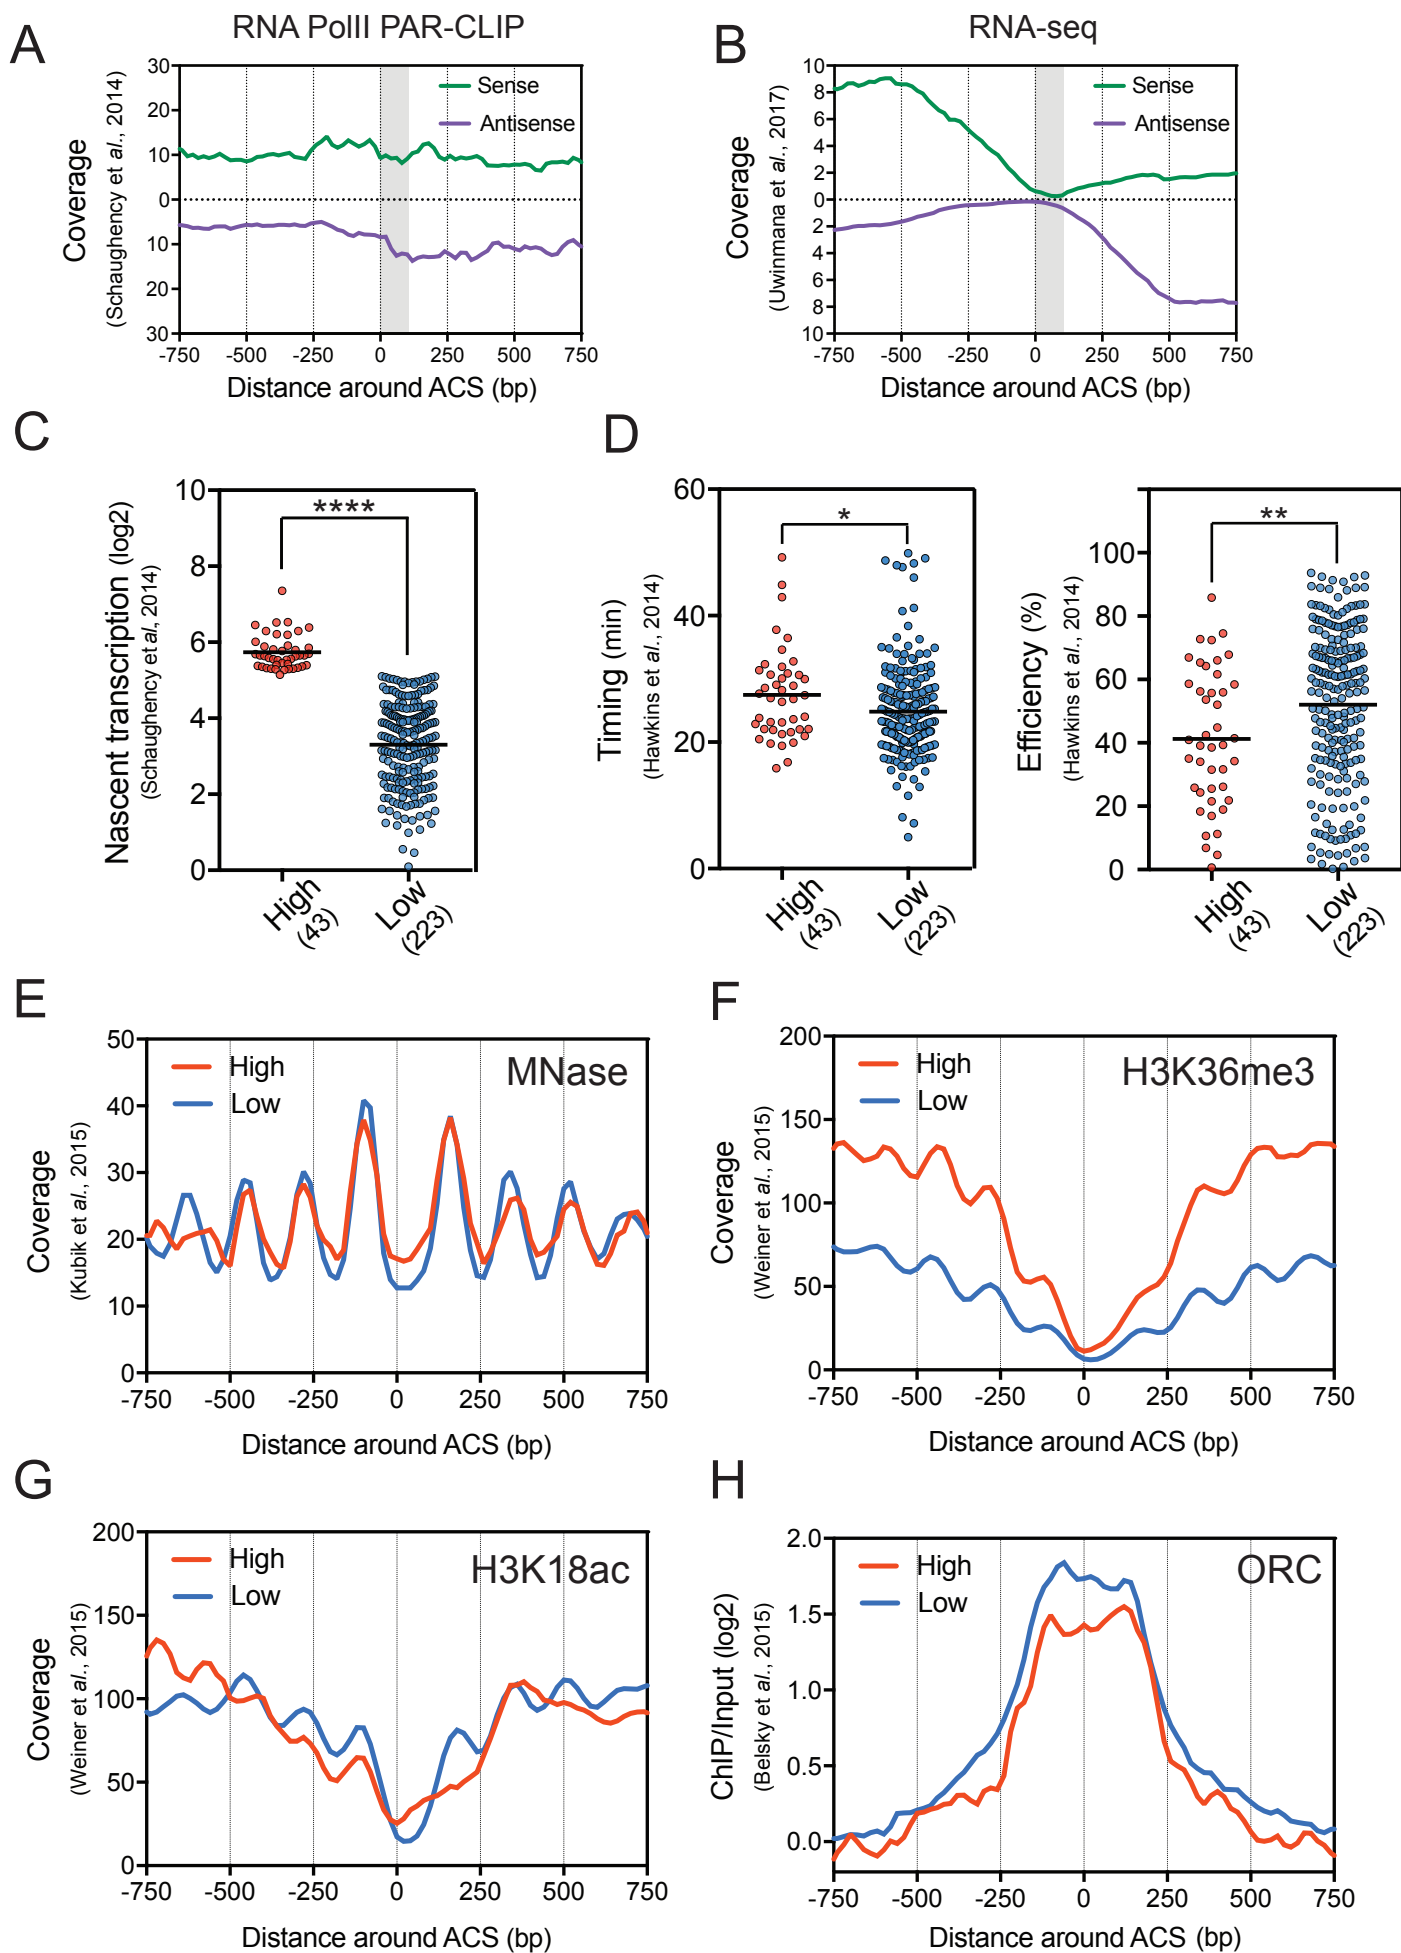 A
RNA PolII PAR-CLIP
Coverage
(Schaughency et al., 2014)
30
20
10
0
10
20
30
Sense
Antisense
-750 -500 -250 0 250 500 750
Distance around ACS (bp)
B
RNA-seq
Coverage
(Uwinmana et al., 2017)
10
8
6
4
2
0
2
4
6
8
10
Sense
Antisense
-750 -500 -250 0 250 500 750
Distance around ACS (bp)
C
Nascent transcription (log2)
(Schaughency et al., 2014)
10
8
6
4
2
0
****
High
(43)
Low
(223)
D
Timing (min)
(Hawkins et al., 2014)
60
40
20
0
*
High
(43)
Low
(223)
Efficiency (%)
(Hawkins et al., 2014)
100
80
60
40
20
0
**
High
(43)
Low
(223)
E
Coverage
(Kubik et al., 2015)
50
40
30
20
10
0
High
Low
MNase
-750 -500 -250 0 250 500 750
Distance around ACS (bp)
F
Coverage
(Weiner et al., 2015)
200
150
100
50
0
High
Low
H3K36me3
-750 -500 -250 0 250 500 750
Distance around ACS (bp)
G
Coverage
(Weiner et al., 2015)
200
150
100
50
0
High
Low
H3K18ac
-750 -500 -250 0 250 500 750
Distance around ACS (bp)
H
ChIP/Input (log2)
(Belsky et al., 2015)
2.0
1.5
1.0
0.5
0.0
High
Low
ORC
-750 -500 -250 0 250 500 750
Distance around ACS (bp)